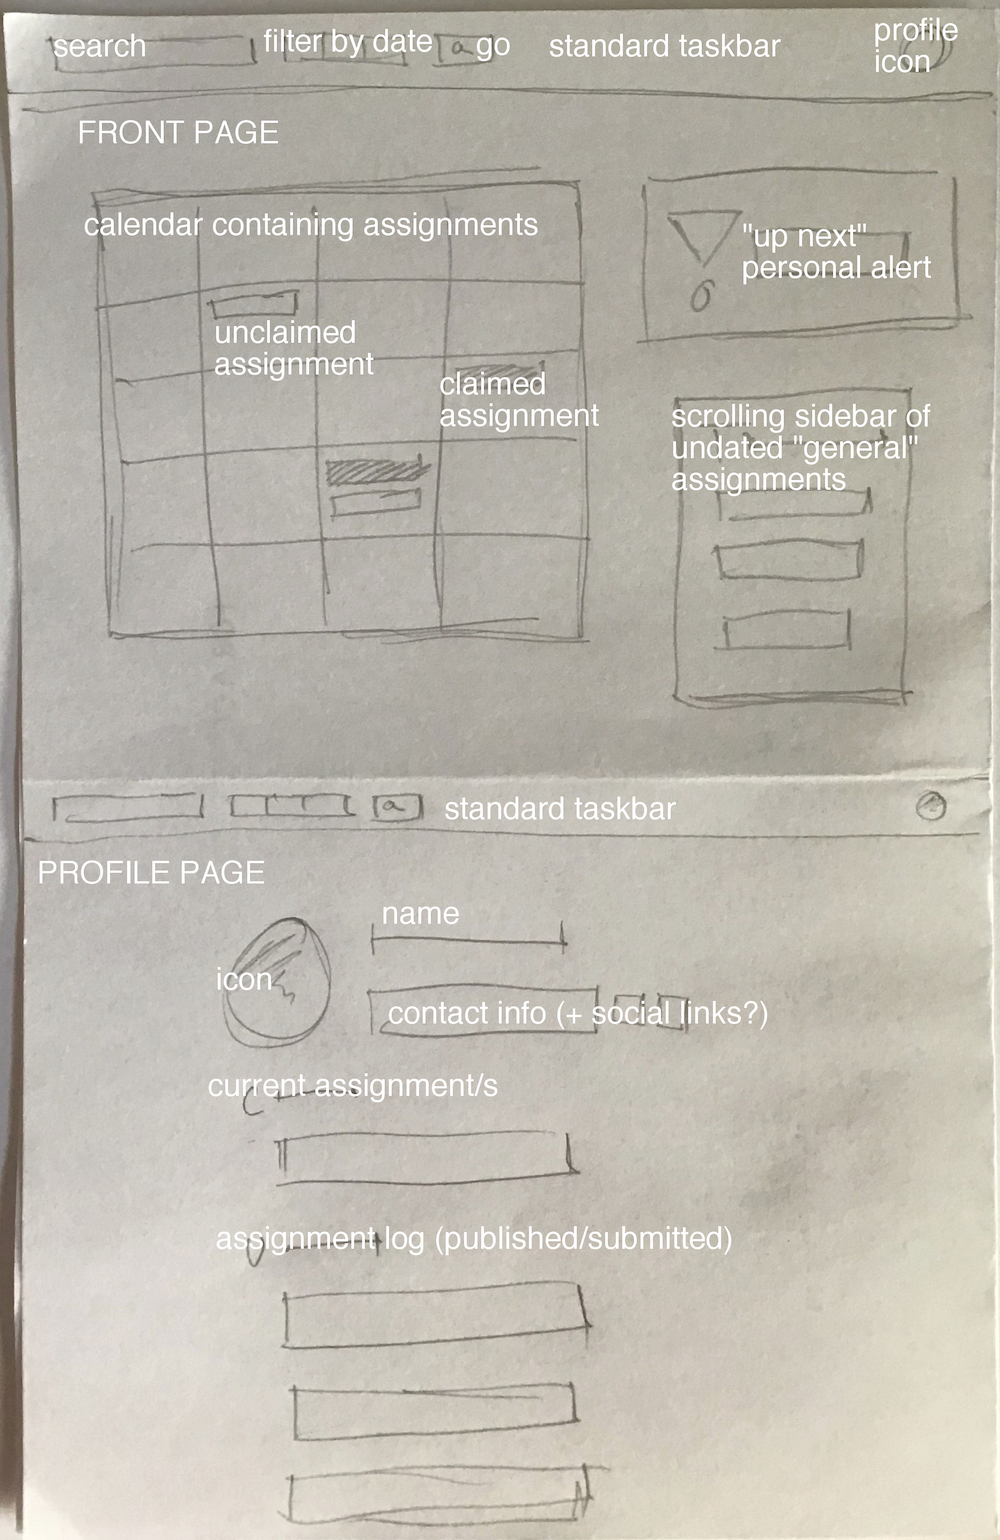 search
filter by date
a
go
standard taskbar
profile
icon
FRONT PAGE
calendar containing assignments
unclaimed
assignment
claimed
assignment
"up next"
personal alert
scrolling sidebar of
undated "general"
assignments
a
standard taskbar
PROFILE PAGE
name
icon
contact info (+ social links?)
current assignment/s
C
assignment log (published/submitted)